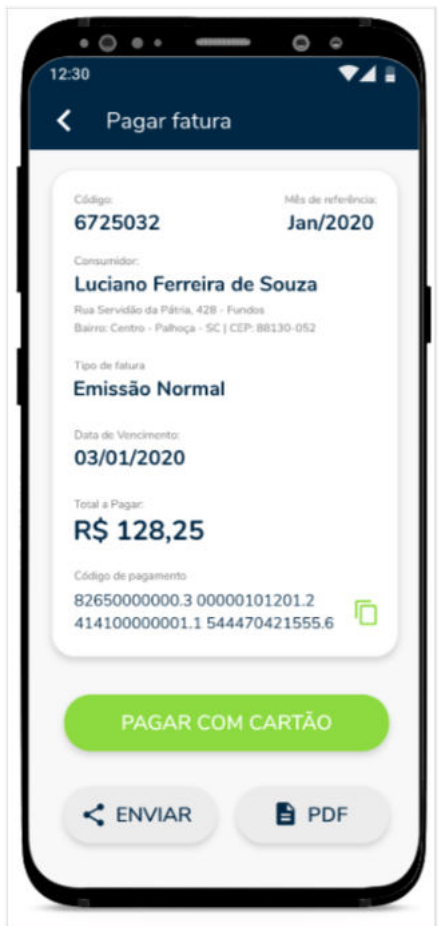 12:30
Pagar fatura
Código: Mês de referência:
6725032 Jan/2020
Consumidor:
Luciano Ferreira de Souza
Rua Servidão da Pátria, 428 - Fundos
Bairro: Centro - Palhoça - SC | CEP: 88130-052
Tipo de fatura
Emissão Normal
Data de Vencimento:
03/01/2020
Total a Pagar:
R$ 128,25
Código de pagamento
82650000000.3 00000101201.2
414100000001.1 544470421555.6
PAGAR COM CARTÃO
ENVIAR PDF